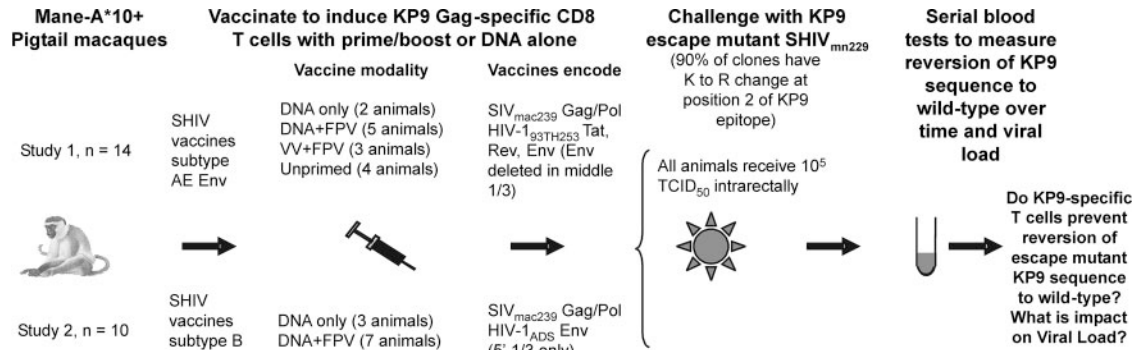 Mane-A*10+
Pigtail macaques
Vaccinate to induce KP9 Gag-specific CD8
T cells with prime/boost or DNA alone
Challenge with KP9
escape mutant SHIVmn229
(90% of clones have
K to R change at
position 2 of KP9
epitope)
Serial blood
tests to measure
reversion of KP9
sequence to
wild-type over
time and viral
load
Vaccine modality
Vaccines encode
Study 1, n = 14
SHIV
vaccines
subtype
AE Env
DNA only (2 animals)
DNA+FPV (5 animals)
VV+FPV (3 animals)
Unprimed (4 animals)
SIVmac239 Gag/Pol
HIV-193TH253 Tat,
Rev, Env (Env
deleted in middle
1/3)
All animals receive 10⁵
TCID50 intrarectally
Do KP9-specific
T cells prevent
reversion of
escape mutant
KP9 sequence
to wild-type?
What is impact
on Viral Load?
Study 2, n = 10
SHIV
vaccines
subtype B
DNA only (3 animals)
DNA+FPV (7 animals)
SIVmac239 Gag/Pol
HIV-1ADS Env
(5' 1/3 only)